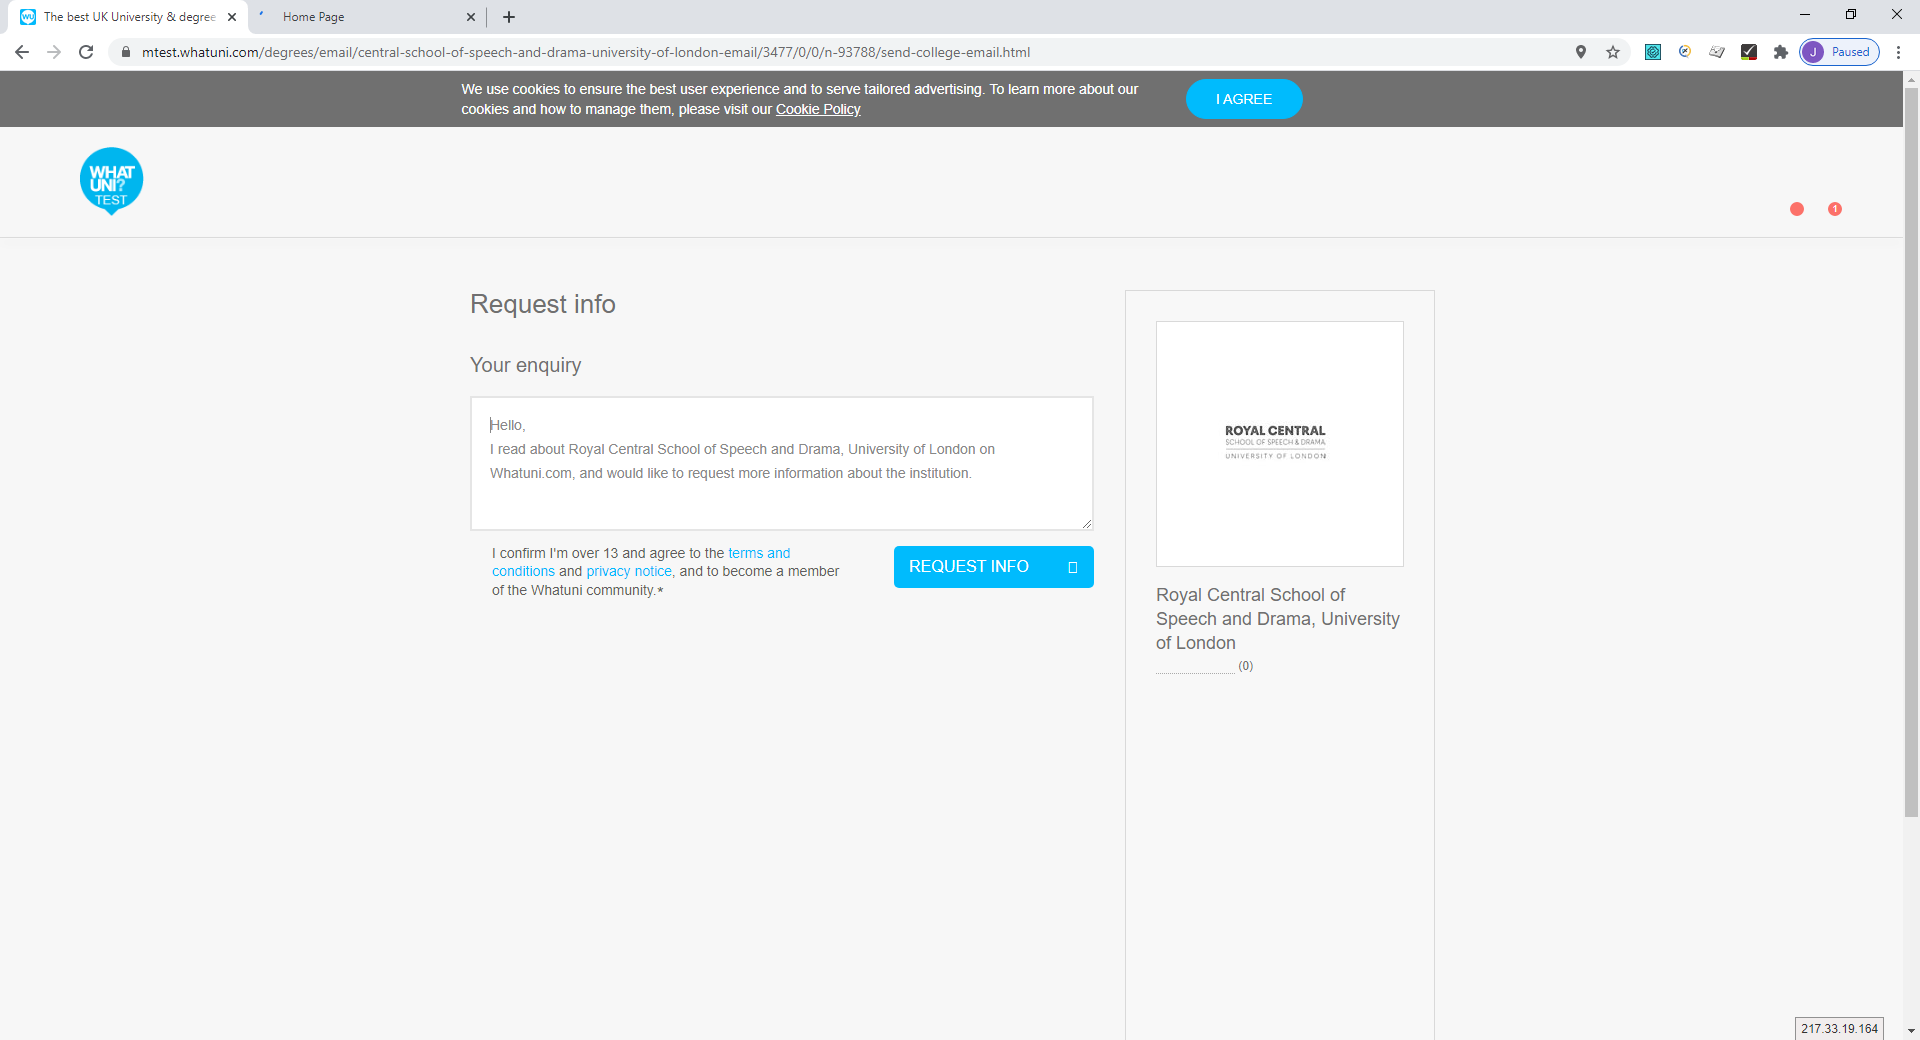 The best UK University & degree
Home Page
mtest.whatuni.com/degrees/email/central-school-of-speech-and-drama-university-of-london-email/3477/0/0/n-93788/send-college-email.html
J Paused
We use cookies to ensure the best user experience and to serve tailored advertising. To learn more about our
cookies and how to manage them, please visit our Cookie Policy
I AGREE
WHAT
UNI?
TEST
1
Request info
Your enquiry
Hello,
I read about Royal Central School of Speech and Drama, University of London on
Whatuni.com, and would like to request more information about the institution.
I confirm I'm over 13 and agree to the terms and
conditions and privacy notice, and to become a member
of the Whatuni community.*
REQUEST INFO
ROYAL CENTRAL
SCHOOL OF SPEECH & DRAMA
UNIVERSITY OF LONDON
Royal Central School of
Speech and Drama, University
of London
(0)
217.33.19.164